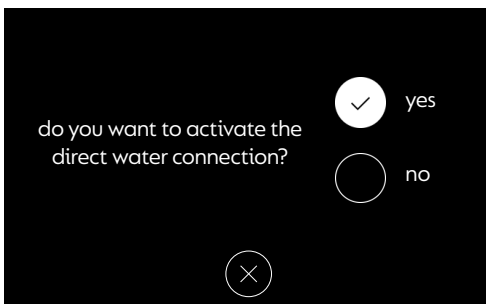 do you want to activate the
direct water connection?
yes
no